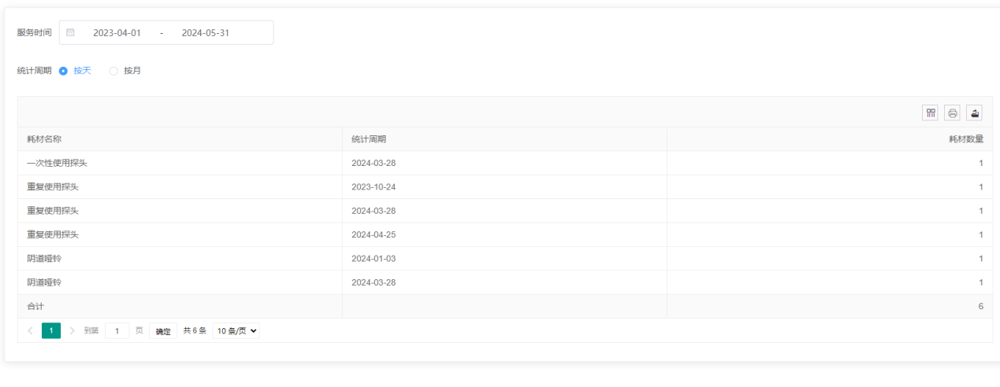 服务时间 2023-04-01 - 2024-05-31
统计周期 按天 按月
耗材名称 统计周期 耗材数量
一次性使用探头 2024-03-28 1
重复使用探头 2023-10-24 1
重复使用探头 2024-03-28 1
重复使用探头 2024-04-25 1
阴道哑铃 2024-01-03 1
阴道哑铃 2024-03-28 1
合计 6
1 到第 1 页 确定 共 6 条 10 条/页